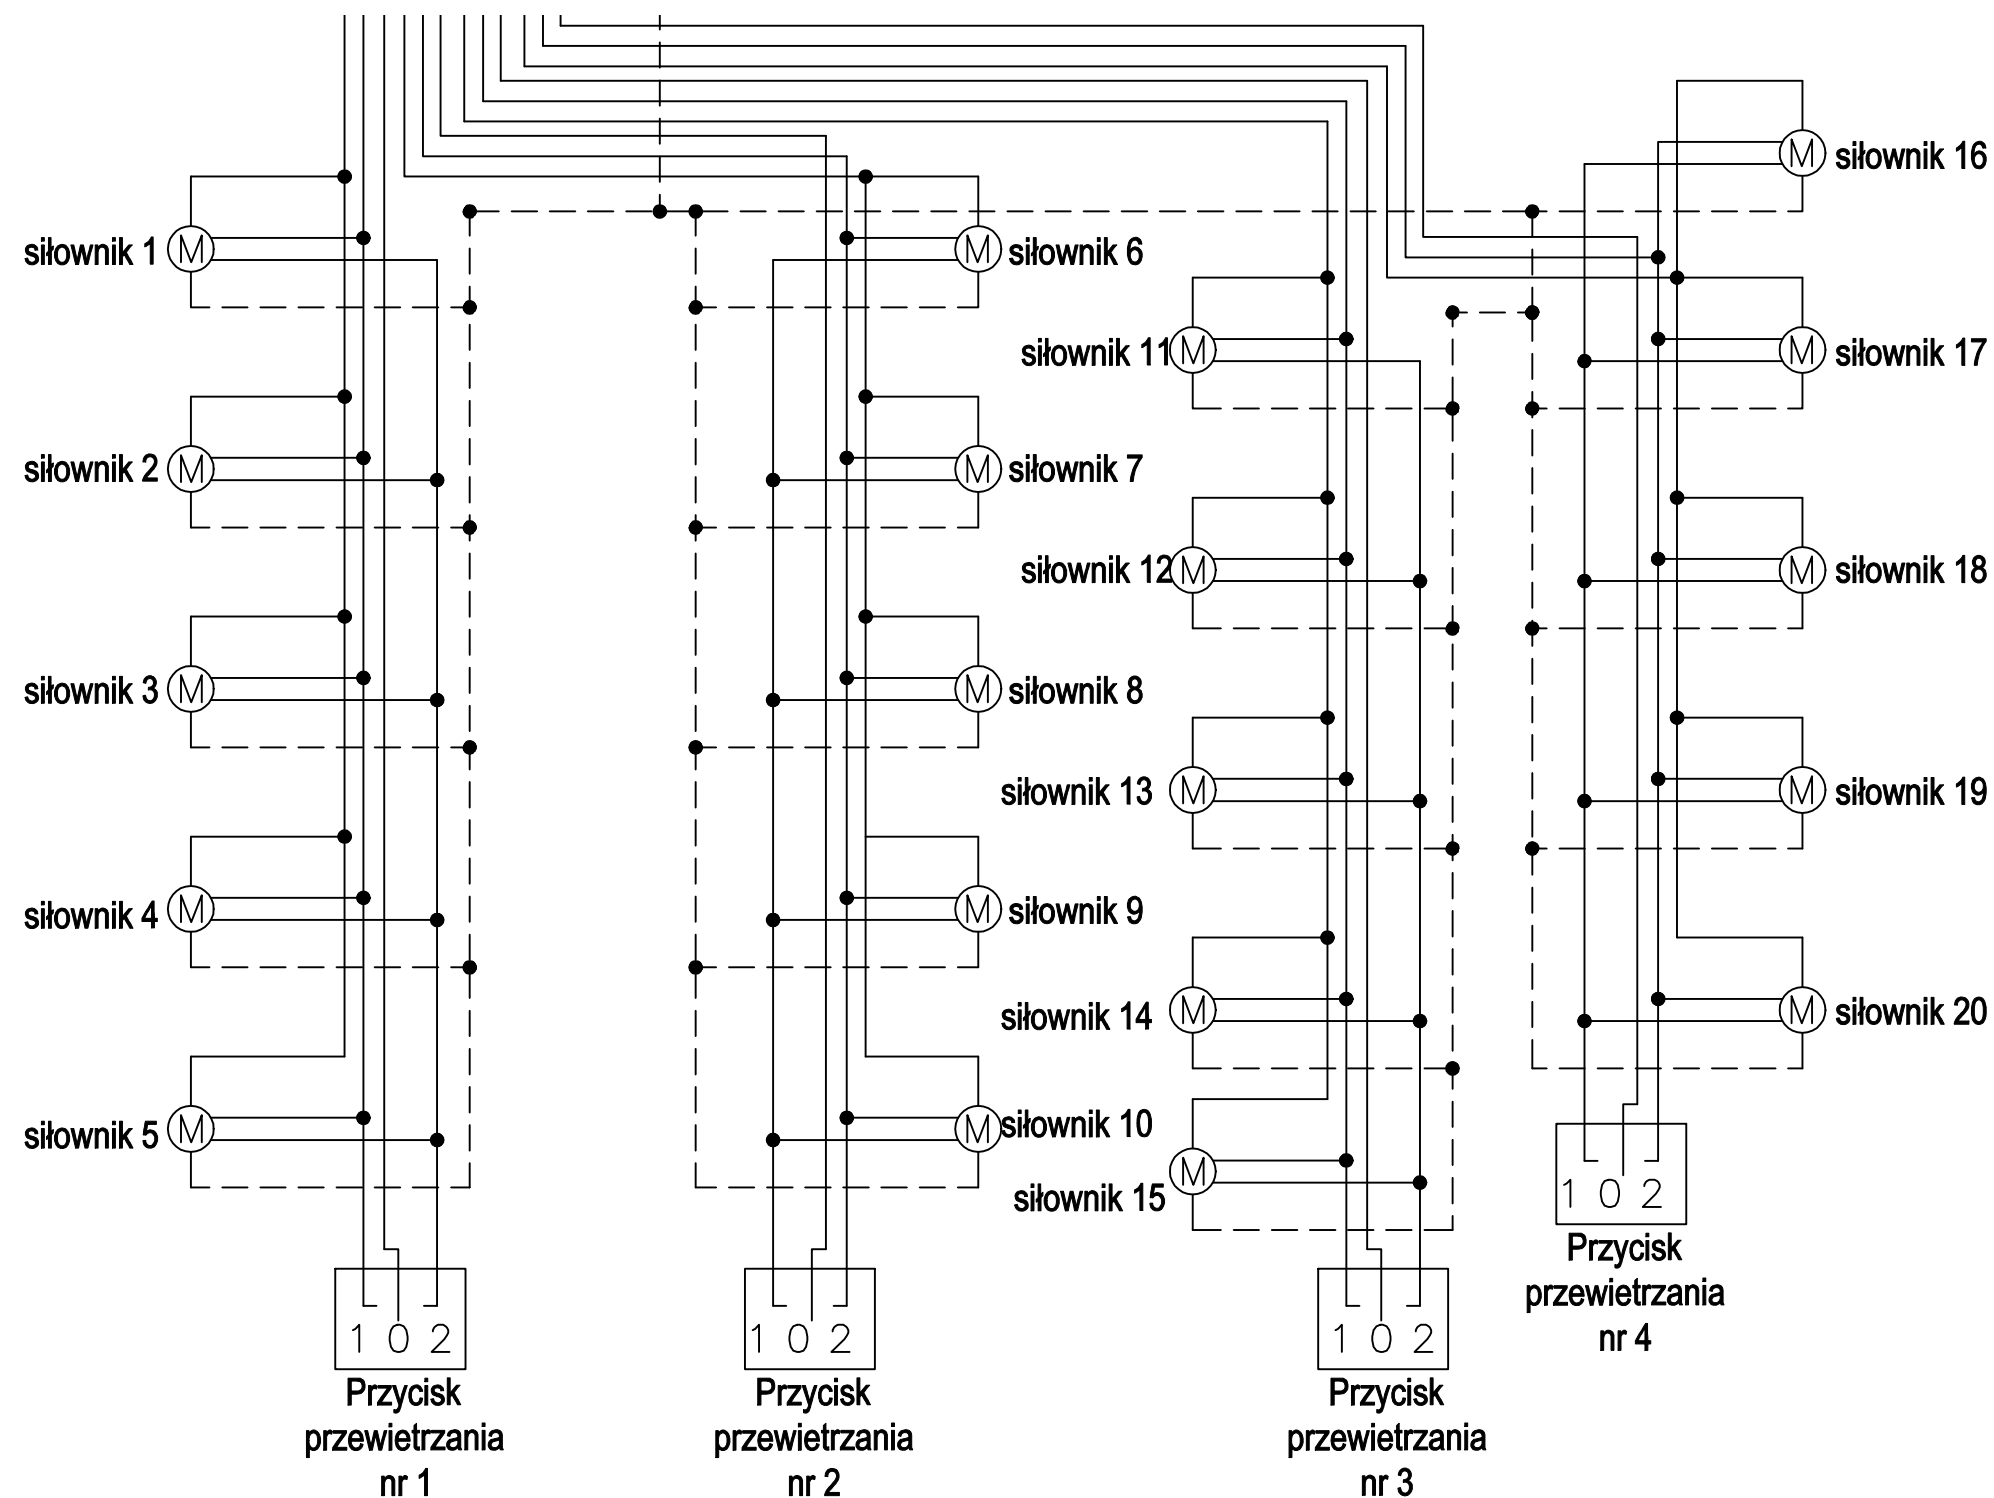 siłownik 1
M
siłownik 2
M
siłownik 3
M
siłownik 4
M
siłownik 5
M
1 0 2
Przycisk
przewietrzania
nr 1
M
siłownik 6
M
siłownik 7
M
siłownik 8
M
siłownik 9
M
siłownik 10
1 0 2
Przycisk
przewietrzania
nr 2
siłownik 11
M
siłownik 12
M
siłownik 13
M
siłownik 14
M
siłownik 15
M
1 0 2
Przycisk
przewietrzania
nr 3
M
siłownik 16
M
siłownik 17
M
siłownik 18
M
siłownik 19
M
siłownik 20
1 0 2
Przycisk
przewietrzania
nr 4